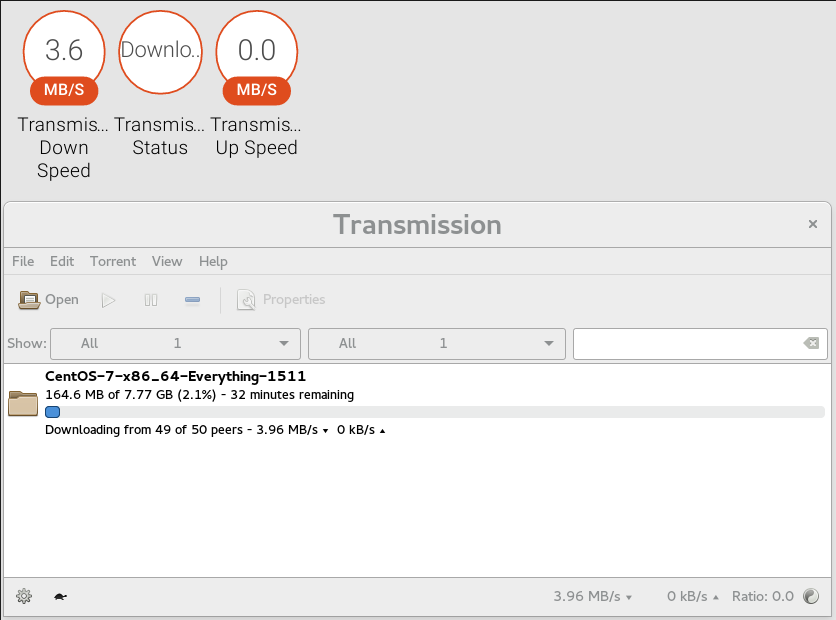 3.6 Downlo.. 0.0
MB/S MB/S
Transmis... Transmis... Transmis...
Down Status Up Speed
Speed
Transmission
File Edit Torrent View Help
Open Properties
Show: All 1 All 1
CentOS-7-x86_64-Everything-1511
164.6 MB of 7.77 GB (2.1%) - 32 minutes remaining
Downloading from 49 of 50 peers - 3.96 MB/s ▾ 0 kB/s ▴
3.96 MB/s ▾ 0 kB/s ▴ Ratio: 0.0